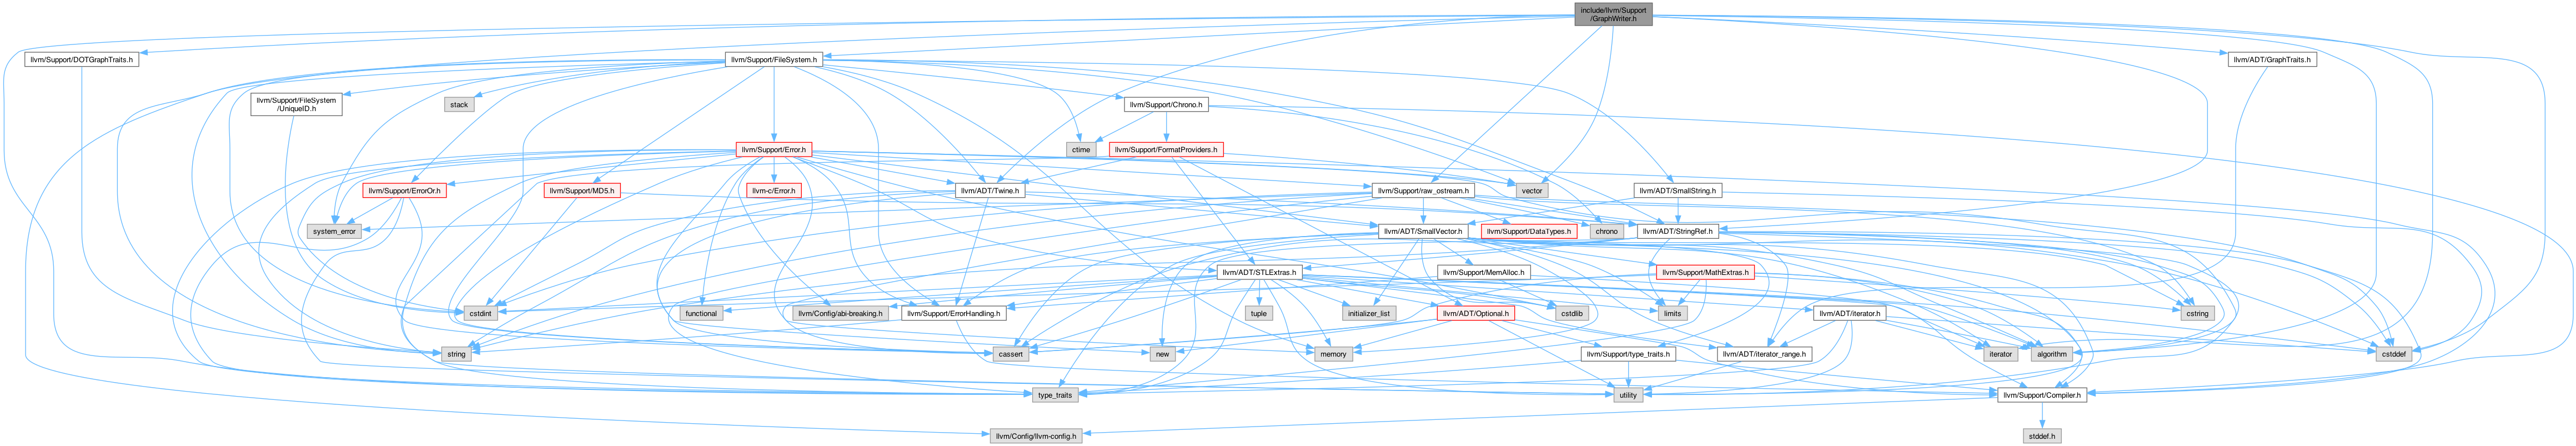 include/llvm/Support
/GraphWriter.h
llvm/Support/DOTGraphTraits.h
llvm/Support/FileSystem.h
llvm/ADT/GraphTraits.h
llvm/Support/FileSystem
/UniqueID.h
stack
llvm/Support/Chrono.h
llvm/Support/Error.h
ctime
llvm/Support/FormatProviders.h
llvm/Support/ErrorOr.h
llvm/Support/MD5.h
llvm-c/Error.h
llvm/ADT/Twine.h
llvm/Support/raw_ostream.h
vector
llvm/ADT/SmallString.h
system_error
llvm/ADT/SmallVector.h
llvm/Support/DataTypes.h
chrono
llvm/ADT/StringRef.h
llvm/ADT/STLExtras.h
llvm/Support/MemAlloc.h
llvm/Support/MathExtras.h
cstdint
functional
llvm/Config/abi-breaking.h
llvm/Support/ErrorHandling.h
tuple
initializer_list
llvm/ADT/Optional.h
cstdlib
limits
llvm/ADT/iterator.h
cstring
string
cassert
new
memory
llvm/Support/type_traits.h
llvm/ADT/iterator_range.h
iterator
algorithm
cstddef
type_traits
utility
llvm/Support/Compiler.h
llvm/Config/llvm-config.h
stddef.h